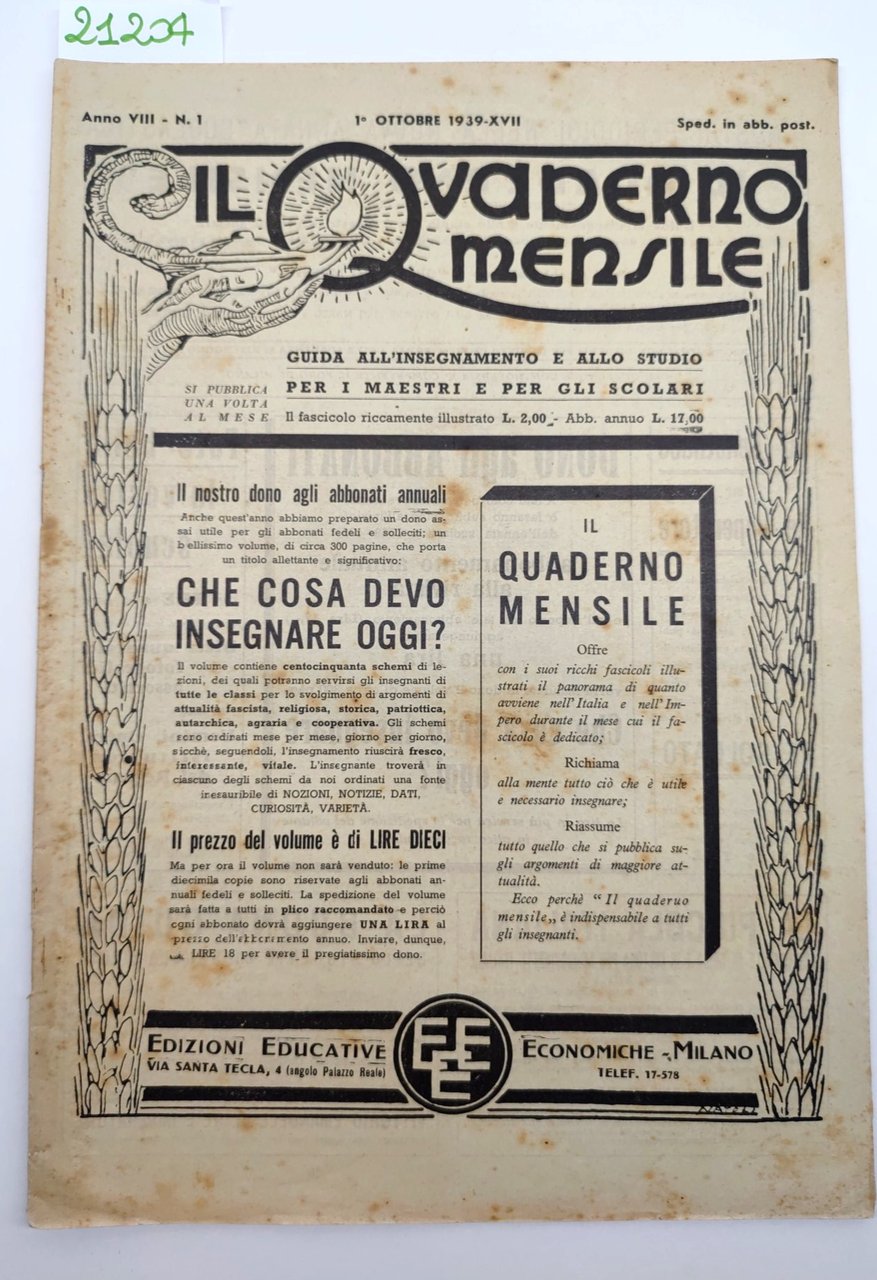 21204
Anno VIII - N. 1
1° OTTOBRE 1939-XVII
Sped. in abb. post.
IL QVADERNO
MENSILE
GUIDA ALL'INSEGNAMENTO E ALLO STUDIO
PER I MAESTRI E PER GLI SCOLARI
SI PUBBLICA
UNA VOLTA
AL MESE
Il fascicolo riccamente illustrato L. 2,00 - Abb. annuo L. 17,00
Il nostro dono agli abbonati annuali
Anche quest'anno abbiamo preparato un dono as-
sai utile per gli abbonati fedeli e solleciti; un
bellissimo volume, di circa 300 pagine, che porta
un titolo allettante e significativo:
CHE COSA DEVO
INSEGNARE OGGI?
Il volume contiene centocinquanta schemi di le-
zioni, dei quali potranno servirsi gli insegnanti di
tutte le classi per lo svolgimento di argomenti di
attualità fascista, religiosa, storica, patriottica,
autarchica, agraria e cooperativa. Gli schemi
sono ordinati mese per mese, giorno per giorno,
sicchè, seguendoli, l'insegnamento riuscirà fresco,
interessante, vitale. L'insegnante troverà in
ciascuno degli schemi da noi ordinati una fonte
inesauribile di NOZIONI, NOTIZIE, DATI,
CURIOSITÀ, VARIETÀ.
Il prezzo del volume è di LIRE DIECI
Ma per ora il volume non sarà venduto: le prime
diecimila copie sono riservate agli abbonati an-
nuali fedeli e solleciti. La spedizione del volume
sarà fatta a tutti in plico raccomandato e perciò
ogni abbonato dovrà aggiungere UNA LIRA al
prezzo dell'abbonamento annuo. Inviare, dunque,
LIRE 18 per avere il pregiatissimo dono.
IL
QUADERNO
MENSILE
Offre
con i suoi ricchi fascicoli illu-
strati il panorama di quanto
avviene nell'Italia e nell'Im-
pero durante il mese cui il fa-
scicolo è dedicato;
Richiama
alla mente tutto ciò che è utile
e necessario insegnare;
Riassume
tutto quello che si pubblica su-
gli argomenti di maggiore at-
tualità.
Ecco perchè “Il quaderuo
mensile„ è indispensabile a tutti
gli insegnanti.
EDIZIONI EDUCATIVE
VIA SANTA TECLA, 4 (angolo Palazzo Reale)
EEE
ECONOMICHE - MILANO
TELEF. 17-578